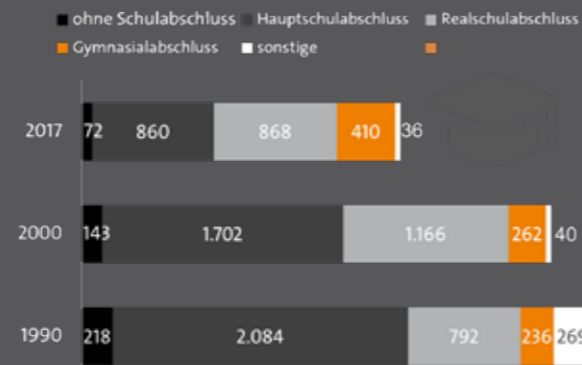 ohne Schulabschluss Hauptschulabschluss Realschulabschluss
Gymnasialabschluss sonstige
2017 72 860 868 410 36
2000 143 1.702 1.166 262 40
1990 218 2.084 792 236 269